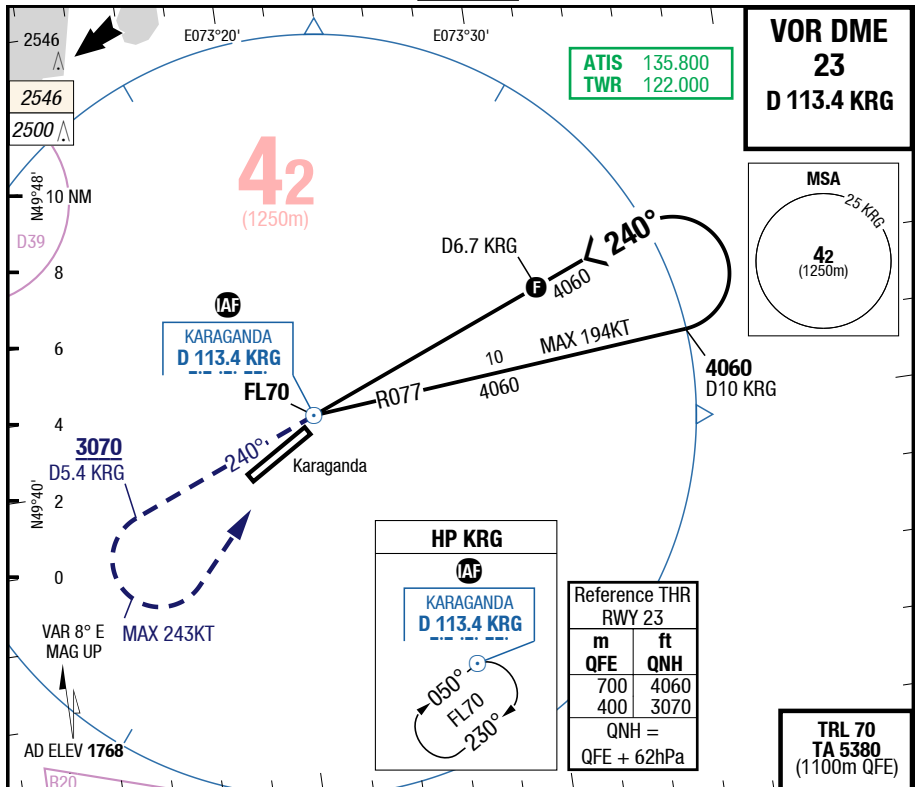 2546
E073°20'
E073°30'
ATIS 135.800
TWR 122.000
VOR DME
23
D 113.4 KRG
2546
2500
42
(1250m)
N49°48'
10 NM
D39
8
6
4
2
0
N49°40'
MSA
25 KRG
42
(1250m)
D6.7 KRG
F
240°
4060
IAF
KARAGANDA
D 113.4 KRG
FL70
R077
10
4060
MAX 194KT
4060
D10 KRG
240°
3070
D5.4 KRG
Karaganda
MAX 243KT
VAR 8° E
MAG UP
AD ELEV 1768
R20
HP KRG
IAF
KARAGANDA
D 113.4 KRG
050°
FL70
230°
Reference THR
RWY 23
m ft
QFE QNH
700 4060
400 3070
QNH =
QFE + 62hPa
TRL 70
TA 5380
(1100m QFE)